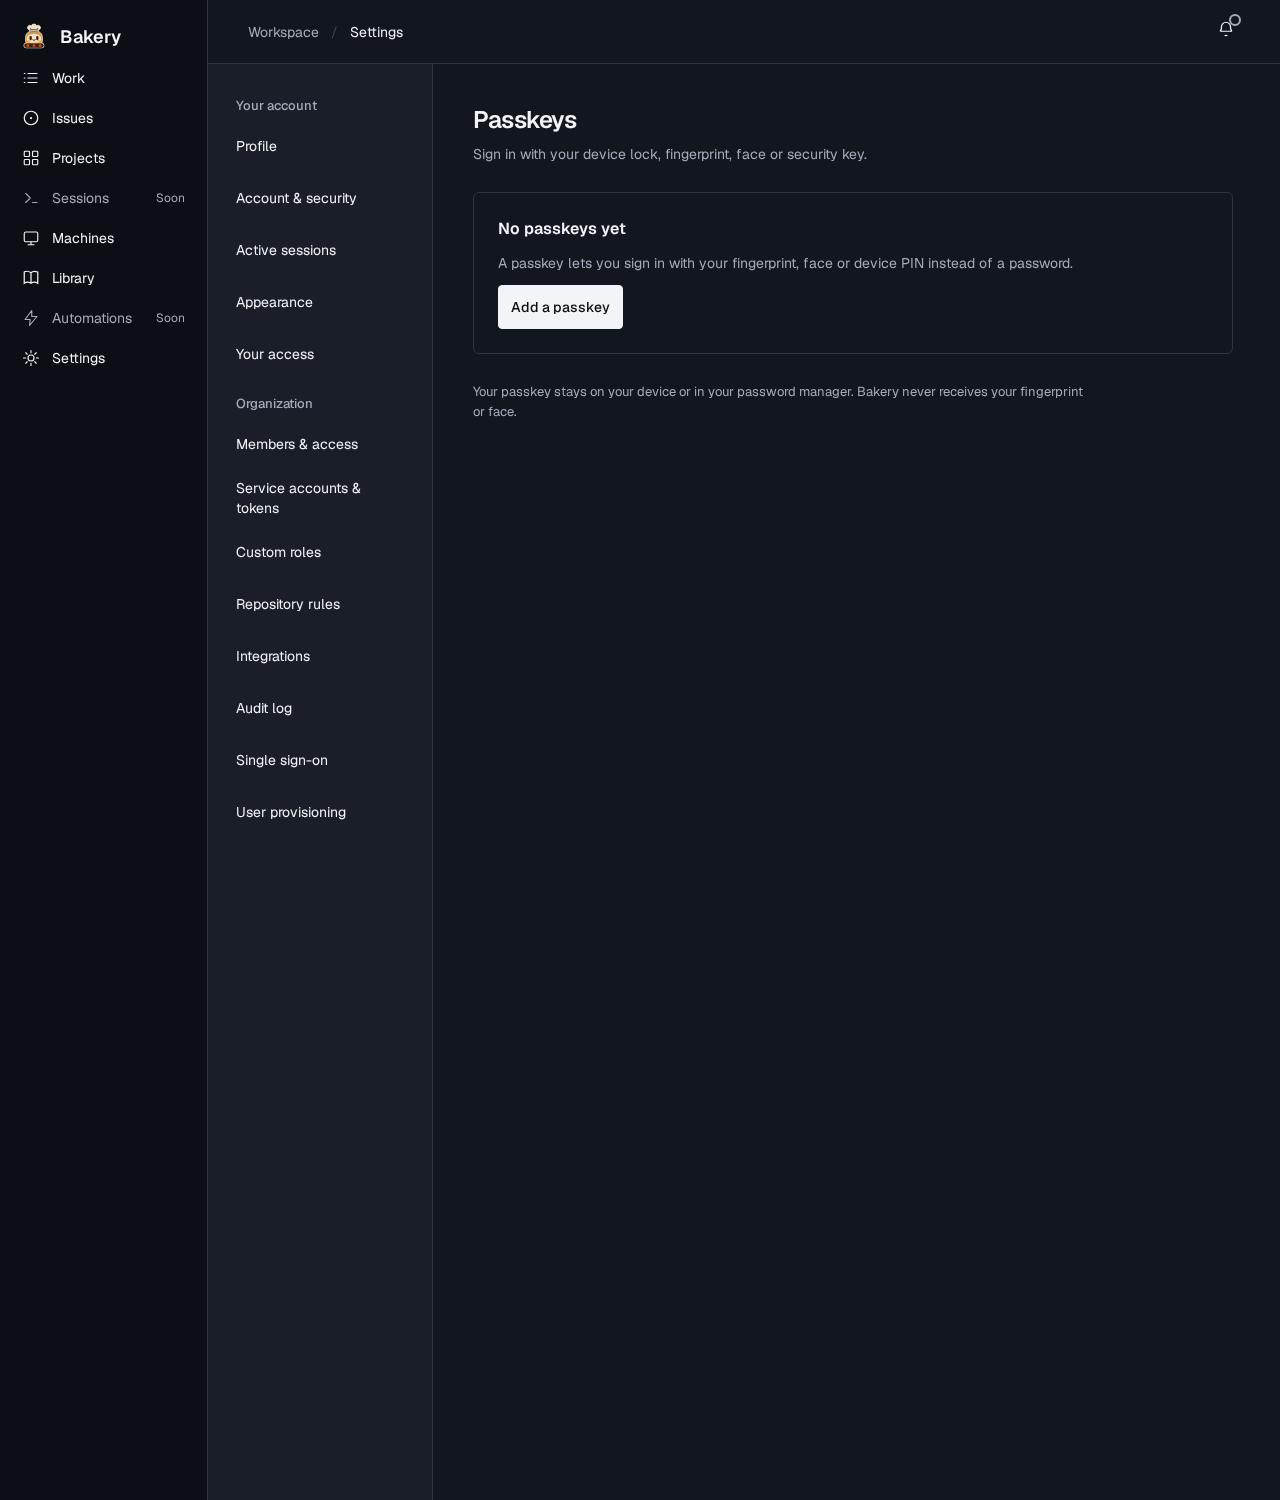 Bakery
Work
Issues
Projects
Sessions Soon
Machines
Library
Automations Soon
Settings
Workspace / Settings
Your account
Profile
Account & security
Active sessions
Appearance
Your access
Organization
Members & access
Service accounts &
tokens
Custom roles
Repository rules
Integrations
Audit log
Single sign-on
User provisioning
Passkeys
Sign in with your device lock, fingerprint, face or security key.
No passkeys yet
A passkey lets you sign in with your fingerprint, face or device PIN instead of a password.
Add a passkey
Your passkey stays on your device or in your password manager. Bakery never receives your fingerprint
or face.